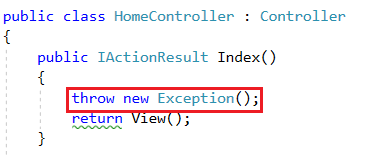 public class HomeController : Controller
{
    public IActionResult Index()
    {
        throw new Exception();
        return View();
    }